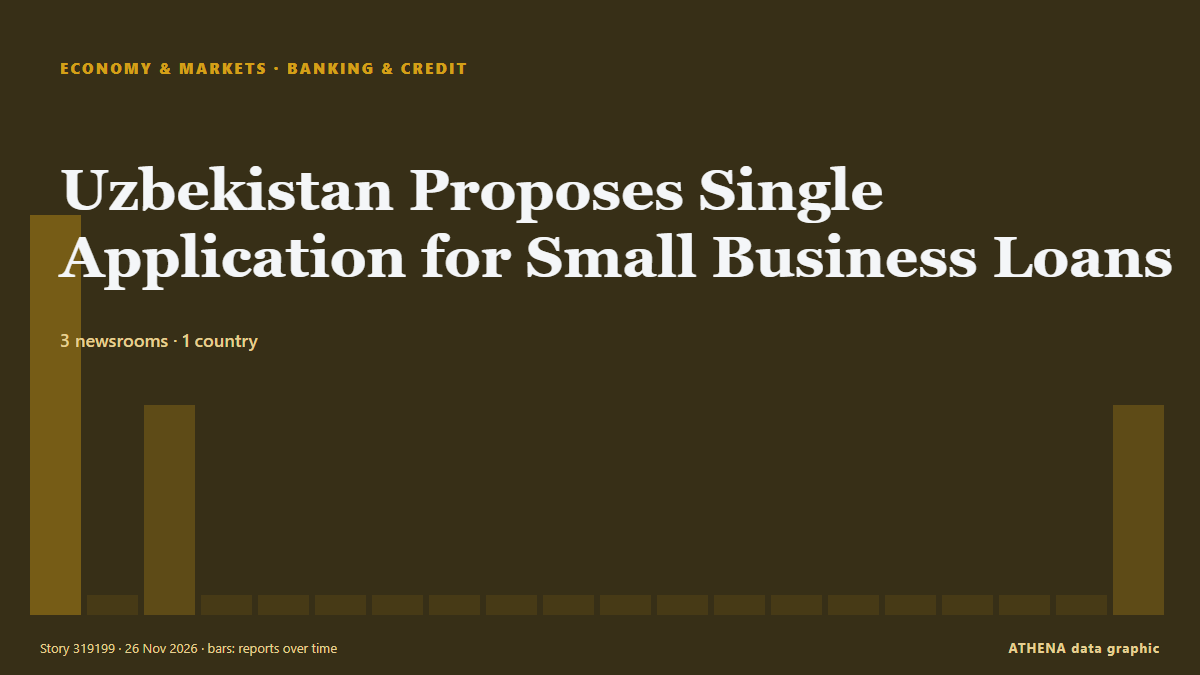 ECONOMY & MARKETS · BANKING & CREDIT
Uzbekistan Proposes Single
Application for Small Business Loans
3 newsrooms · 1 country
Story 319199 · 26 Nov 2026 · bars: reports over time
ATHENA data graphic